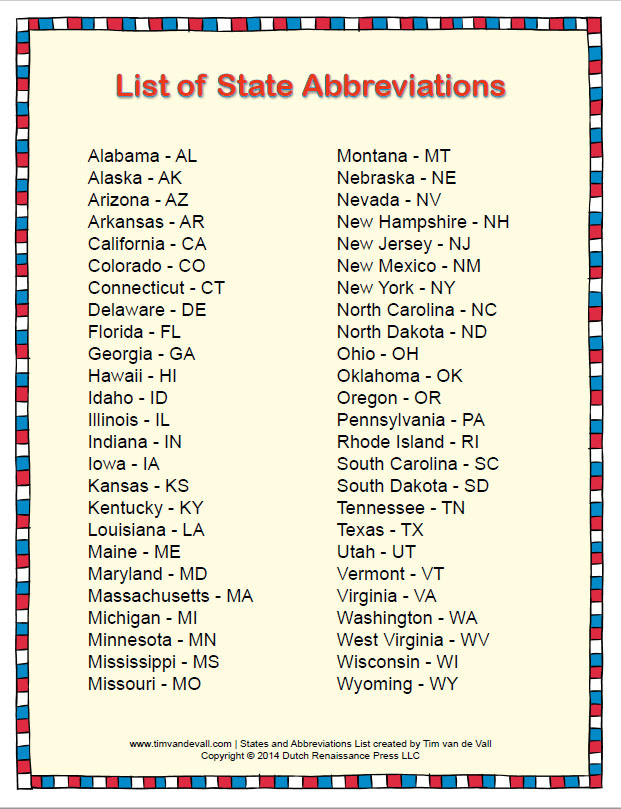 List of State Abbreviations
Alabama - AL
Alaska - AK
Arizona - AZ
Arkansas - AR
California - CA
Colorado - CO
Connecticut - CT
Delaware - DE
Florida - FL
Georgia - GA
Hawaii - HI
Idaho - ID
Illinois - IL
Indiana - IN
Iowa - IA
Kansas - KS
Kentucky - KY
Louisiana - LA
Maine - ME
Maryland - MD
Massachusetts - MA
Michigan - MI
Minnesota - MN
Mississippi - MS
Missouri - MO
Montana - MT
Nebraska - NE
Nevada - NV
New Hampshire - NH
New Jersey - NJ
New Mexico - NM
New York - NY
North Carolina - NC
North Dakota - ND
Ohio - OH
Oklahoma - OK
Oregon - OR
Pennsylvania - PA
Rhode Island - RI
South Carolina - SC
South Dakota - SD
Tennessee - TN
Texas - TX
Utah - UT
Vermont - VT
Virginia - VA
Washington - WA
West Virginia - WV
Wisconsin - WI
Wyoming - WY
www.timvandevall.com | States and Abbreviations List created by Tim van de Vall
Copyright © 2014 Dutch Renaissance Press LLC